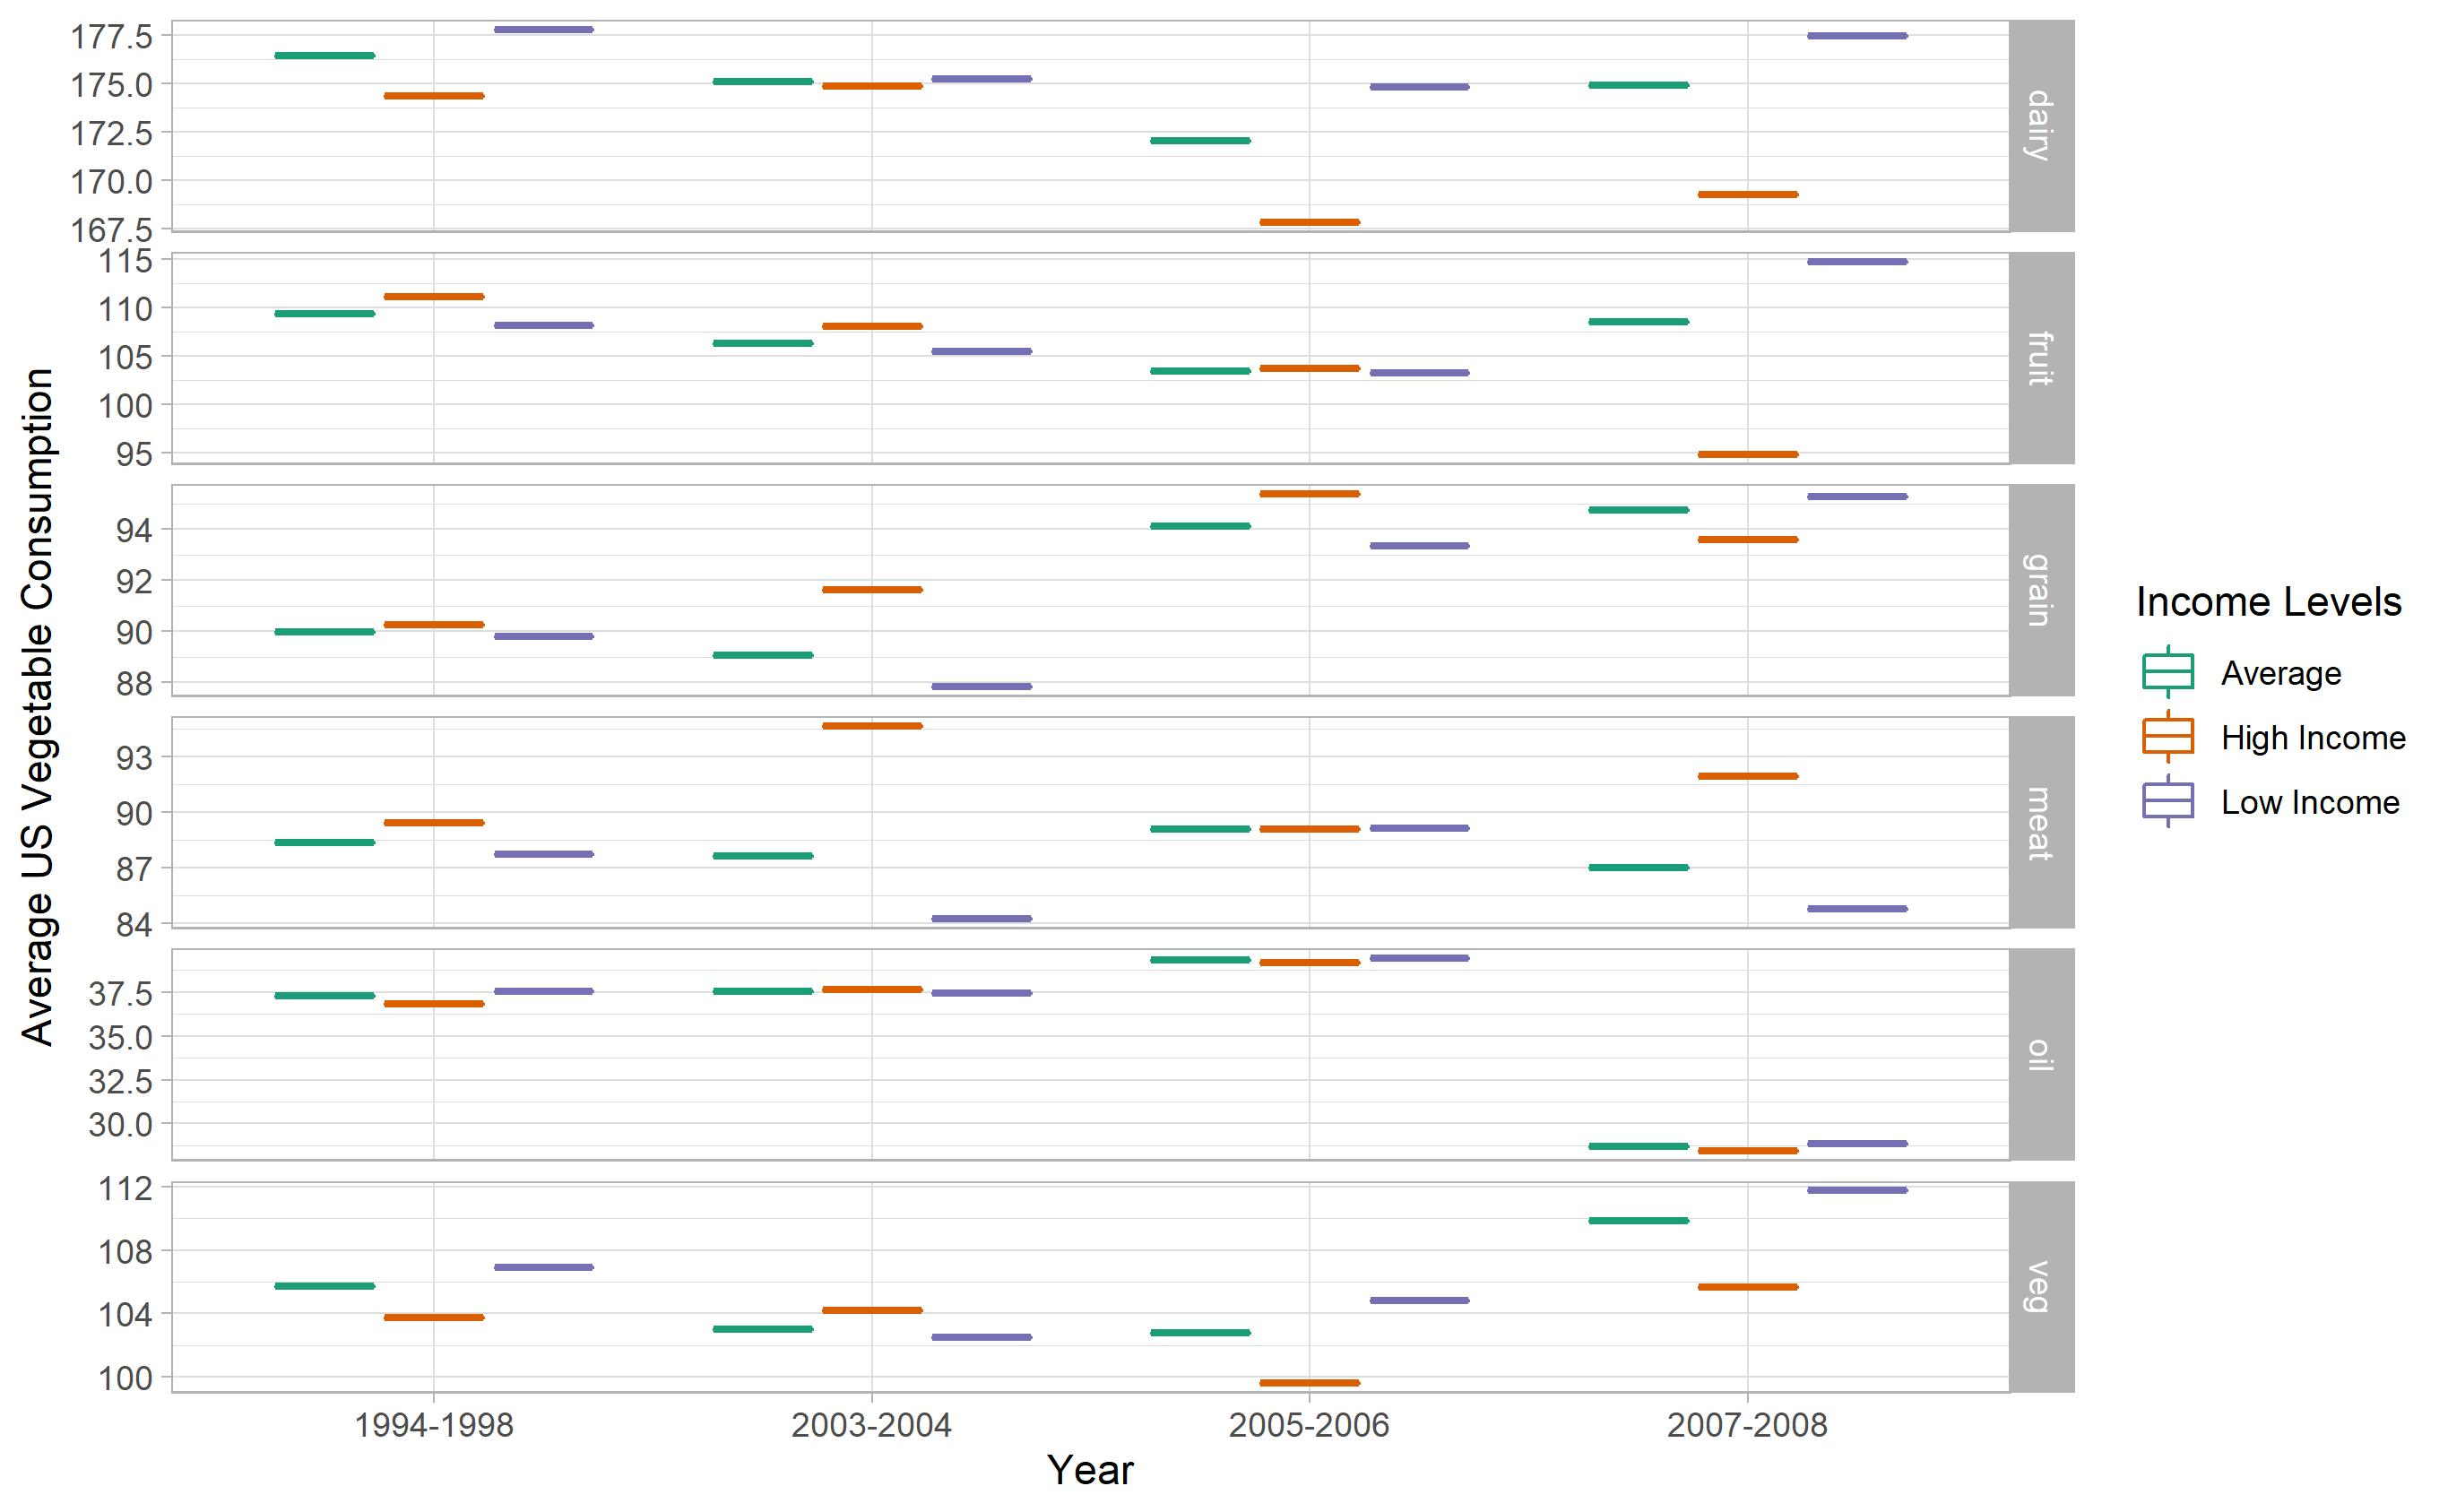 Average US Vegetable Consumption
177.5
175.0
172.5
170.0
167.5
dairy
115
110
105
100
95
fruit
94
92
90
88
grain
93
90
87
84
meat
37.5
35.0
32.5
30.0
oil
112
108
104
100
veg
1994-1998 2003-2004 2005-2006 2007-2008
Year
Income Levels
Average
High Income
Low Income